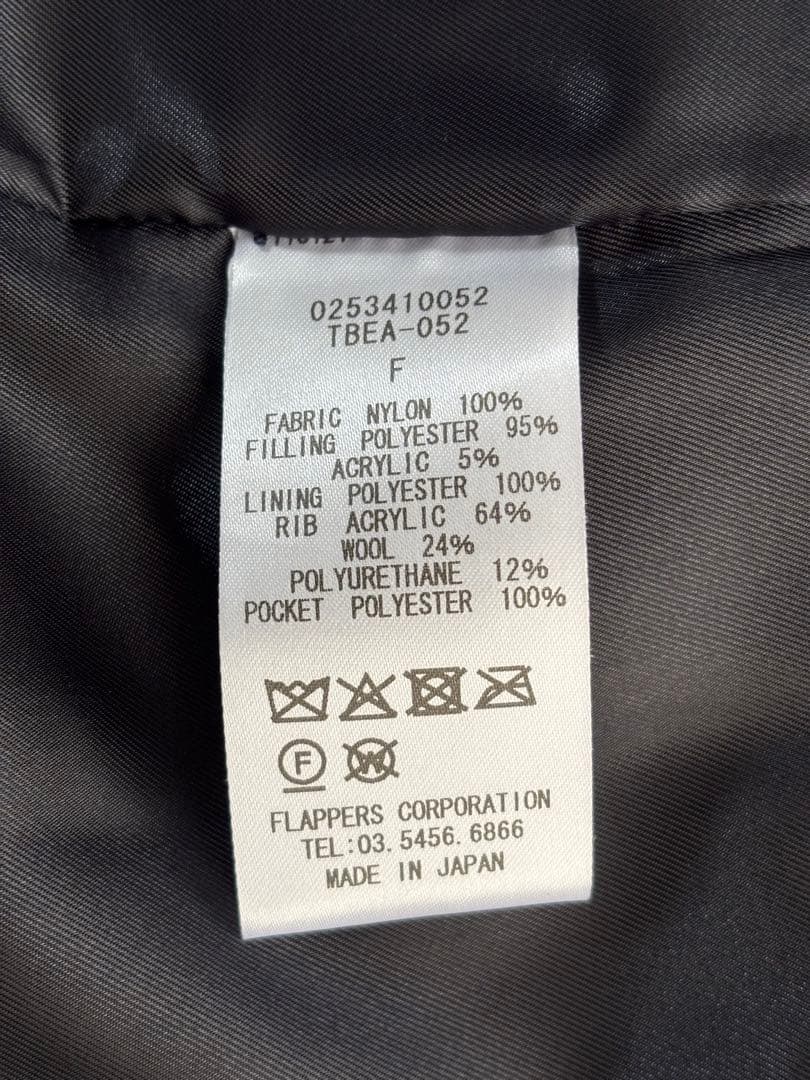 0253410052
TBEA-052
F
FABRIC NYLON 100%
FILLING POLYESTER 95%
ACRYLIC 5%
LINING POLYESTER 100%
RIB ACRYLIC 64%
WOOL 24%
POLYURETHANE 12%
POCKET POLYESTER 100%
F W
FLAPPERS CORPORATION
TEL:03.5456.6866
MADE IN JAPAN